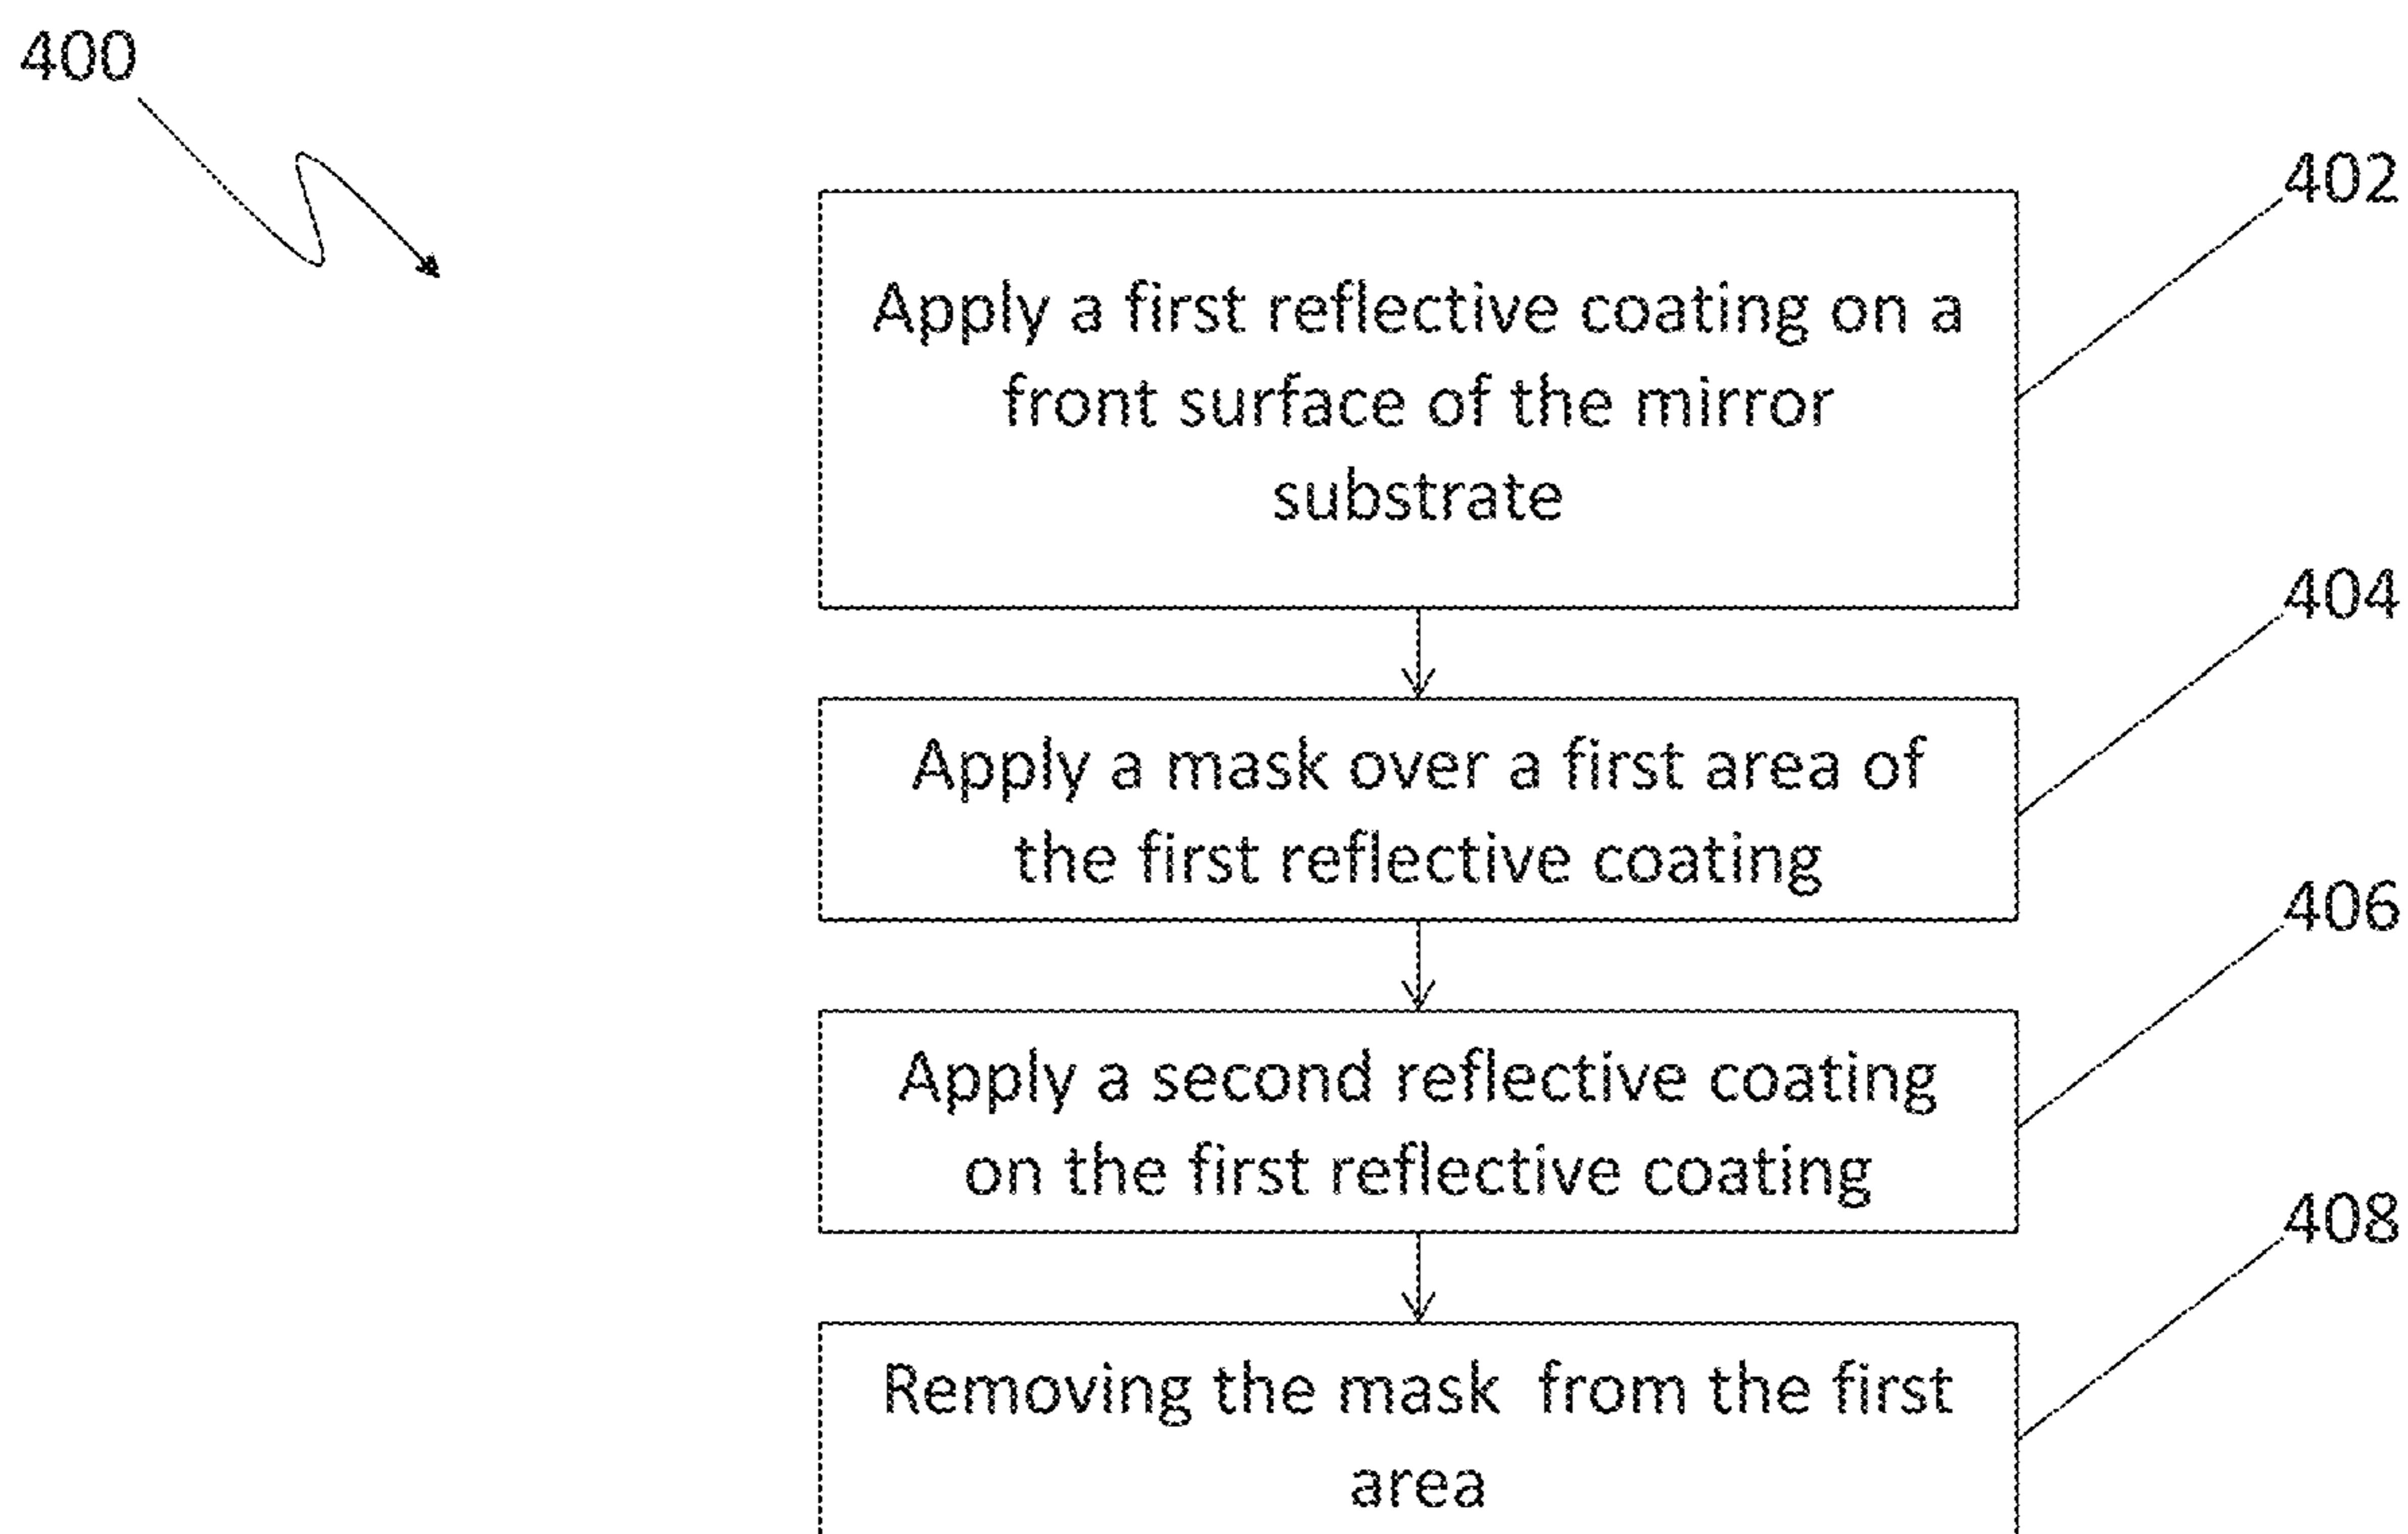 400
402
Apply a first reflective coating on a
front surface of the mirror
substrate
404
Apply a mask over a first area of
the first reflective coating
406
Apply a second reflective coating
on the first reflective coating
408
Removing the mask  from the first
area